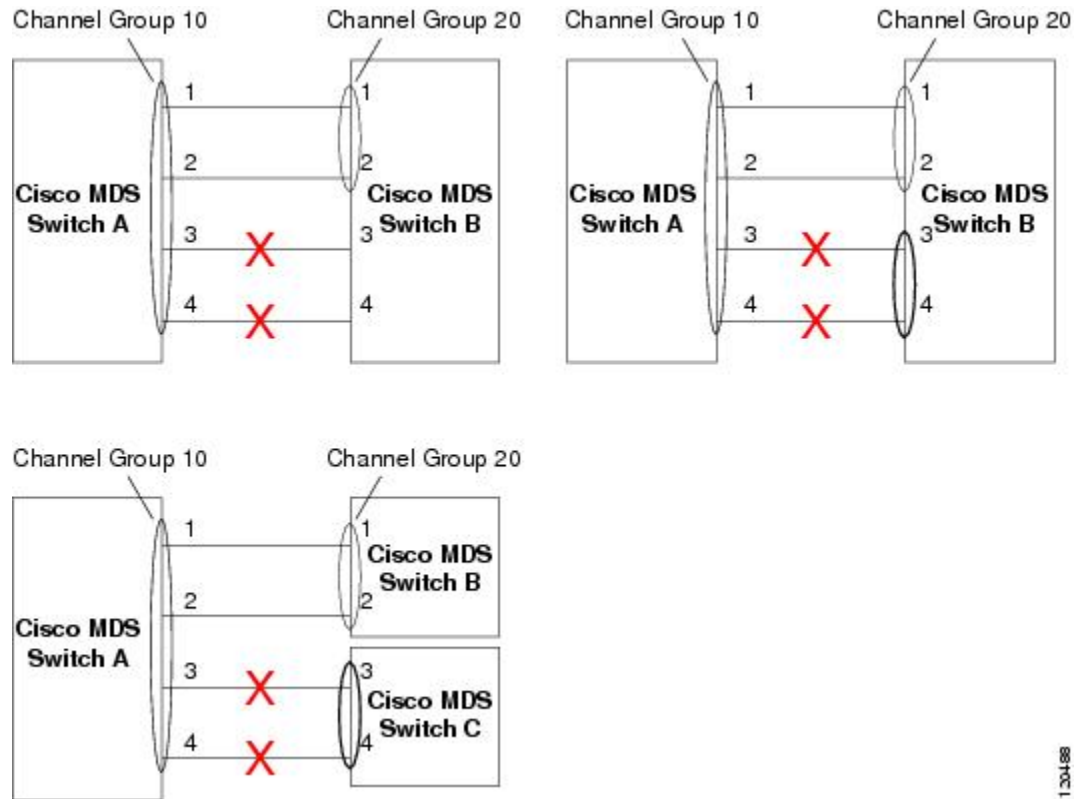 Channel Group 10
Channel Group 20
1
1
2
2
Cisco MDS
Switch A
Cisco MDS
Switch B
3
X
3
4
X
4
Channel Group 10
Channel Group 20
1
1
2
2
Cisco MDS
Switch A
Cisco MDS
Switch B
3
X
3
4
X
4
Channel Group 10
Channel Group 20
1
1
Cisco MDS
Switch B
2
2
Cisco MDS
Switch A
3
X
3
Cisco MDS
Switch C
4
X
4
120488